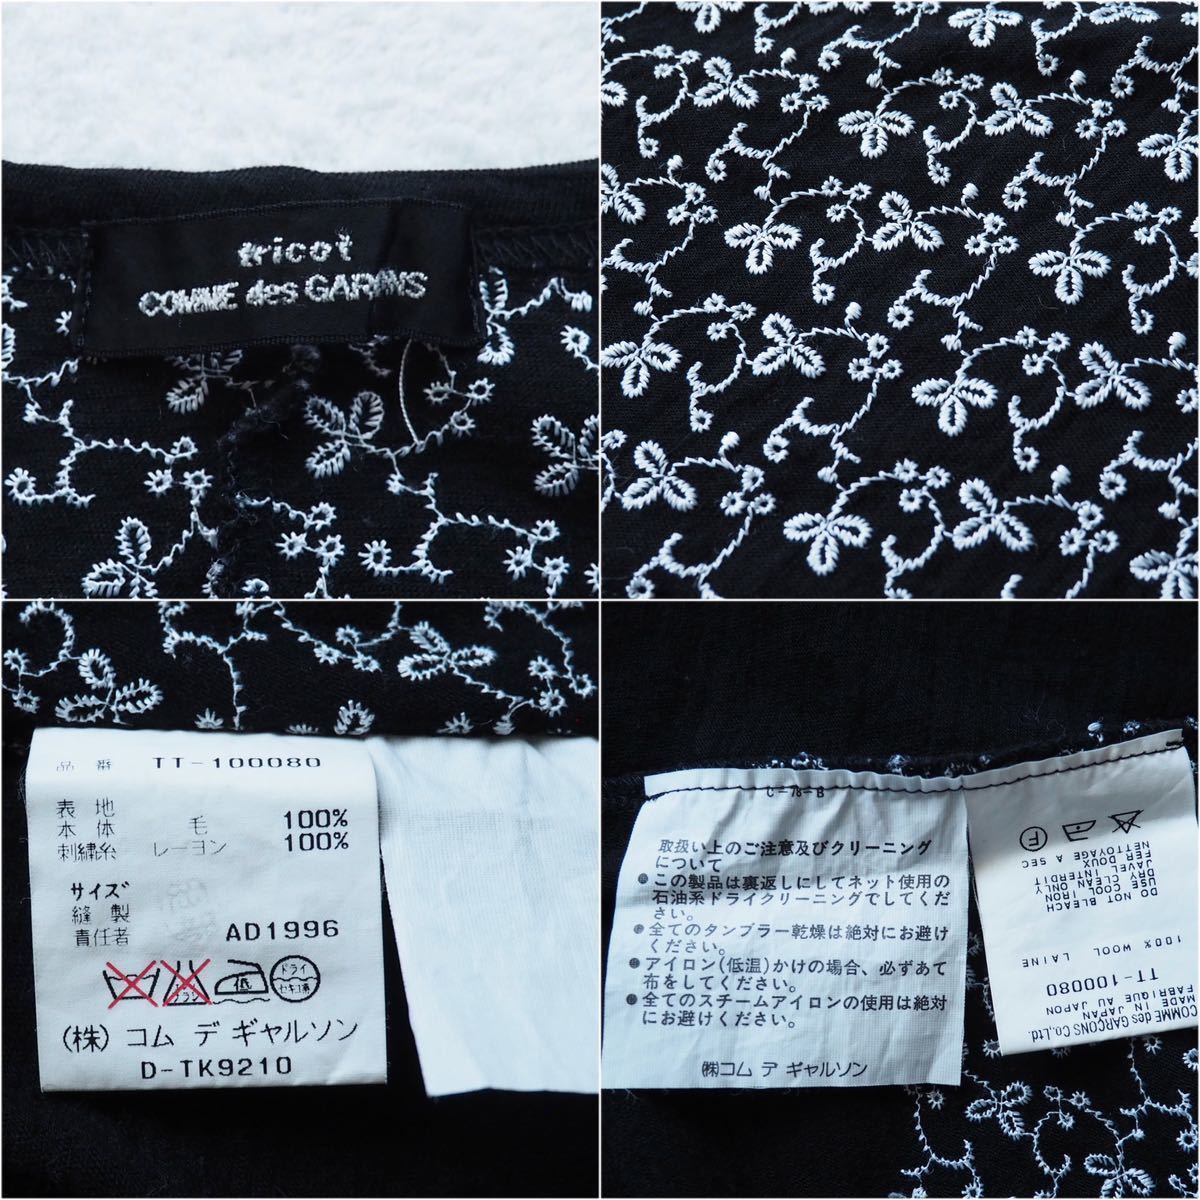 tricot
COMME des GARÇONS
品番 TT-100080
表地
本体 毛 100%
刺繍糸 レーヨン 100%
サイズ
縫製
責任者 AD1996
低
ドライ
セキユ系
(株) コム デ ギャルソン
D-TK9210
C-78-B
取扱い上のご注意及びクリーニング
について
●この製品は裏返しにしてネット使用の
石油系ドライクリーニングでしてくだ
さい。
●全てのタンブラー乾燥は絶対にお避け
ください。
●アイロン(低温)かけの場合、必ずあて
布をしてください。
●全てのスチームアイロンの使用は絶対
にお避けください。
㈱コム デ ギャルソン
F
NETTOYAGE A SEC
FER DOUX
JAVEL INTERDIT
DRY CLEAN ONLY
USE COOL IRON
DO NOT BLEACH
100% WOOL LAINE
TT-100080
FABRIQUE AU JAPON
MADE IN JAPAN
COMME des GARÇONS Co.,Ltd.